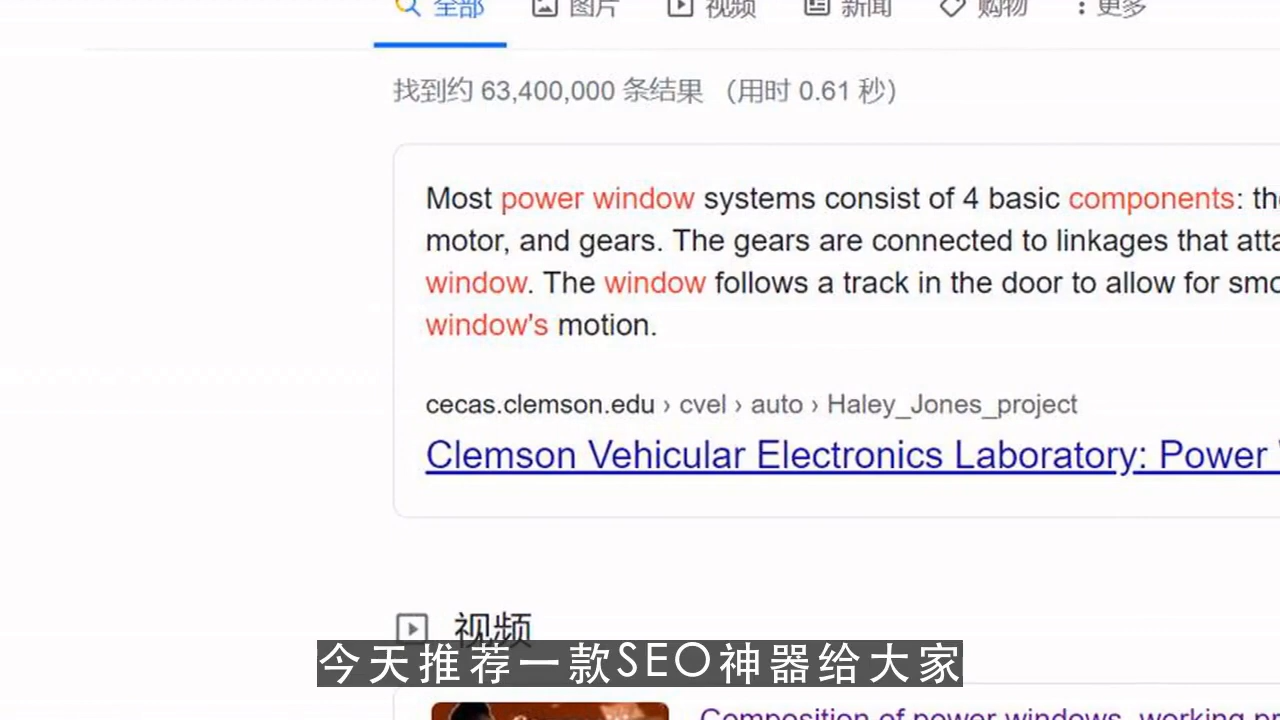 全部 图片 视频 新闻 购物 更多
找到约 63,400,000 条结果 （用时 0.61 秒）
Most power window systems consist of 4 basic components: th
motor, and gears. The gears are connected to linkages that atta
window. The window follows a track in the door to allow for smo
window's motion.
cecas.clemson.edu › cvel › auto › Haley_Jones_project
Clemson Vehicular Electronics Laboratory: Power
视频
今天推荐一款SEO神器给大家
Composition of power windows, working pr